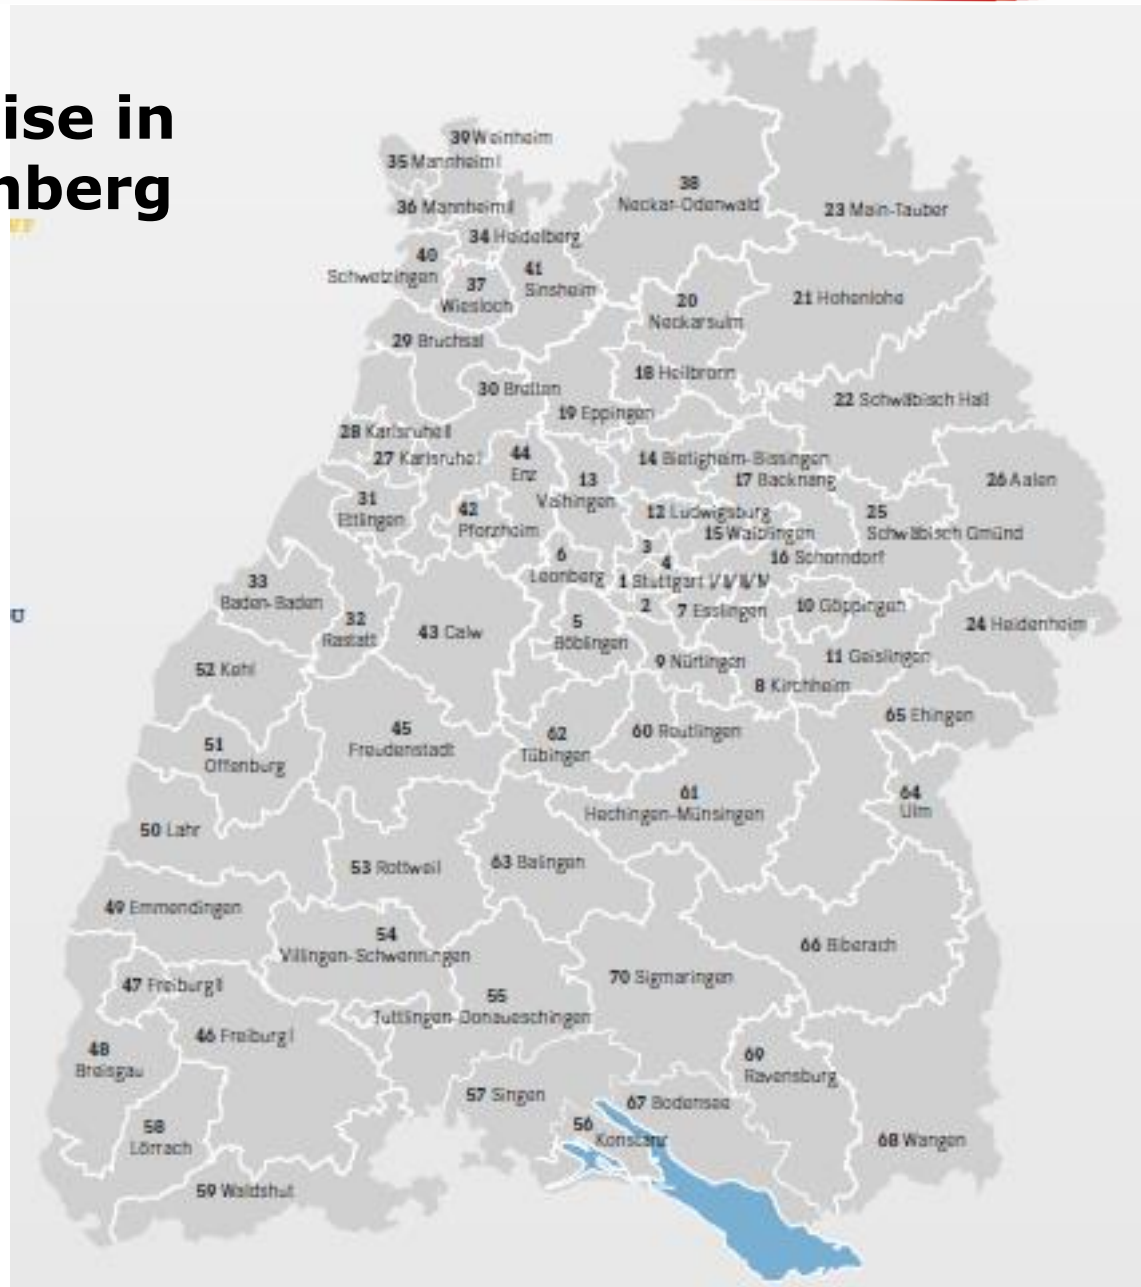 ise in
nberg
39 Weinheim
35 Mannheim I
36 Mannheim II
38
Neckar-Odenwald
23 Main-Tauber
34 Heidelberg
40
Schwetzingen
41
Sinsheim
37
Wiesloch
20
Neckarsulm
21 Hohenlohe
29 Bruchsal
18 Heilbronn
30 Bretten
22 Schwäbisch Hall
19 Eppingen
28 Karlsruhe II
27 Karlsruhe I
44
Enz
14 Bietigheim-Bissingen
13
Vaihingen
17 Backnang
26 Aalen
31
Ettlingen
42
Pforzheim
12 Ludwigsburg
25
Schwäbisch Gmünd
15 Waiblingen
3
6
Leonberg
4
16 Schorndorf
1 Stuttgart I/II/III/IV
33
Baden-Baden
2
7 Esslingen
10 Göppingen
32
Rastatt
43 Calw
5
Böblingen
24 Heidenheim
52 Kehl
9 Nürtingen
11 Geislingen
8 Kirchheim
65 Ehingen
45
Freudenstadt
62
Tübingen
60 Reutlingen
51
Offenburg
61
Hechingen-Münsingen
64
Ulm
50 Lahr
53 Rottweil
63 Balingen
49 Emmendingen
54
Villingen-Schwenningen
66 Biberach
47 Freiburg II
70 Sigmaringen
55
Tuttlingen-Donaueschingen
46 Freiburg I
48
Breisgau
69
Ravensburg
57 Singen
67 Bodensee
58
Lörrach
56
Konstanz
68 Wangen
59 Waldshut